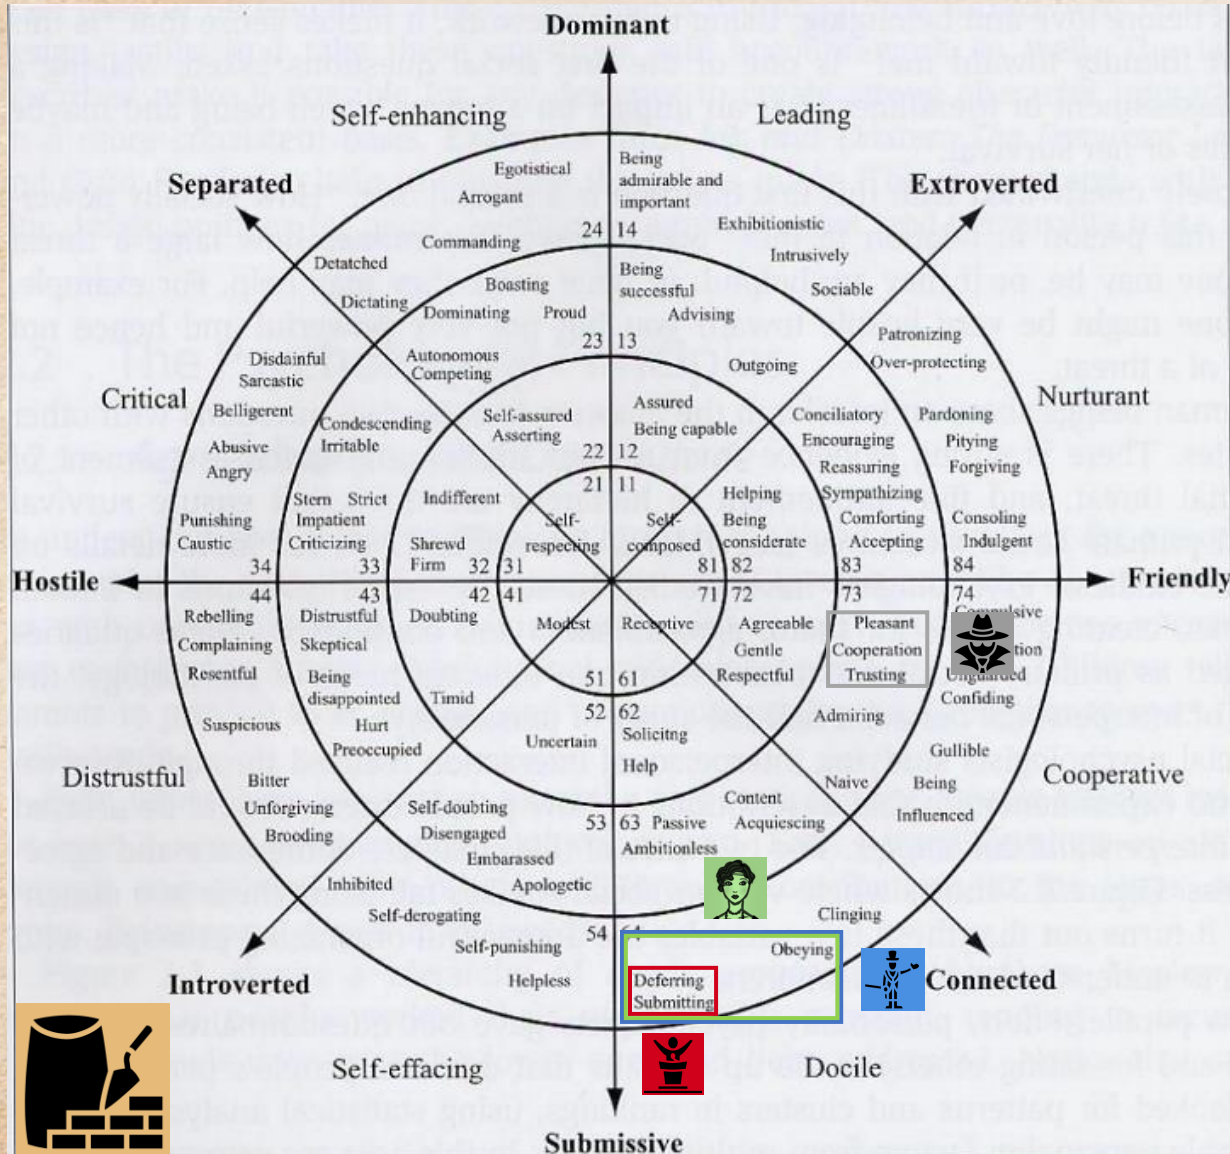 Dominant
Self-enhancing
Leading
Separated
Extroverted
Egotistical
Arrogant
Being
admirable and
important
Commanding
24
14
Exhibitionistic
Detatched
Intrusively
Dictating
Boasting
Being
successful
Sociable
Dominating
Proud
Advising
23
13
Patronizing
Over-protecting
Disdainful
Sarcastic
Autonomous
Competing
Outgoing
Critical
Nurturant
Belligerent
Condescending
Irritable
Self-assured
Asserting
Assured
Being capable
Conciliatory
Encouraging
Pardoning
Pitying
Abusive
Angry
22
12
Reassuring
Forgiving
21
11
Stern
Strict
Indifferent
Helping
Sympathizing
Punishing
Caustic
Impatient
Criticizing
Shrewd
Firm
Self-
respecting
Self-
composed
Being
considerate
Comforting
Accepting
Consoling
Indulgent
34
33
32
31
81
82
83
84
Hostile
Friendly
44
43
42
41
71
72
73
74
Rebelling
Complaining
Resentful
Distrustful
Skeptical
Doubting
Modest
Receptive
Agreeable
Gentle
Respectful
Pleasant
Cooperation
Trusting
Confiding
Being
disappointed
Timid
51
61
Suspicious
Hurt
Preoccupied
52
62
Uncertain
Solicitng
Help
Admiring
Gullible
Distrustful
Cooperative
Bitter
Unforgiving
Brooding
Self-doubting
Disengaged
Embarassed
Apologetic
53
63
Passive
Ambitionless
Content
Acquiescing
Naive
Being
Influenced
Inhibited
Self-derogating
Self-punishing
Helpless
54
Clinging
Obeying
Deferring
Submitting
Introverted
Connected
Self-effacing
Docile
Submissive